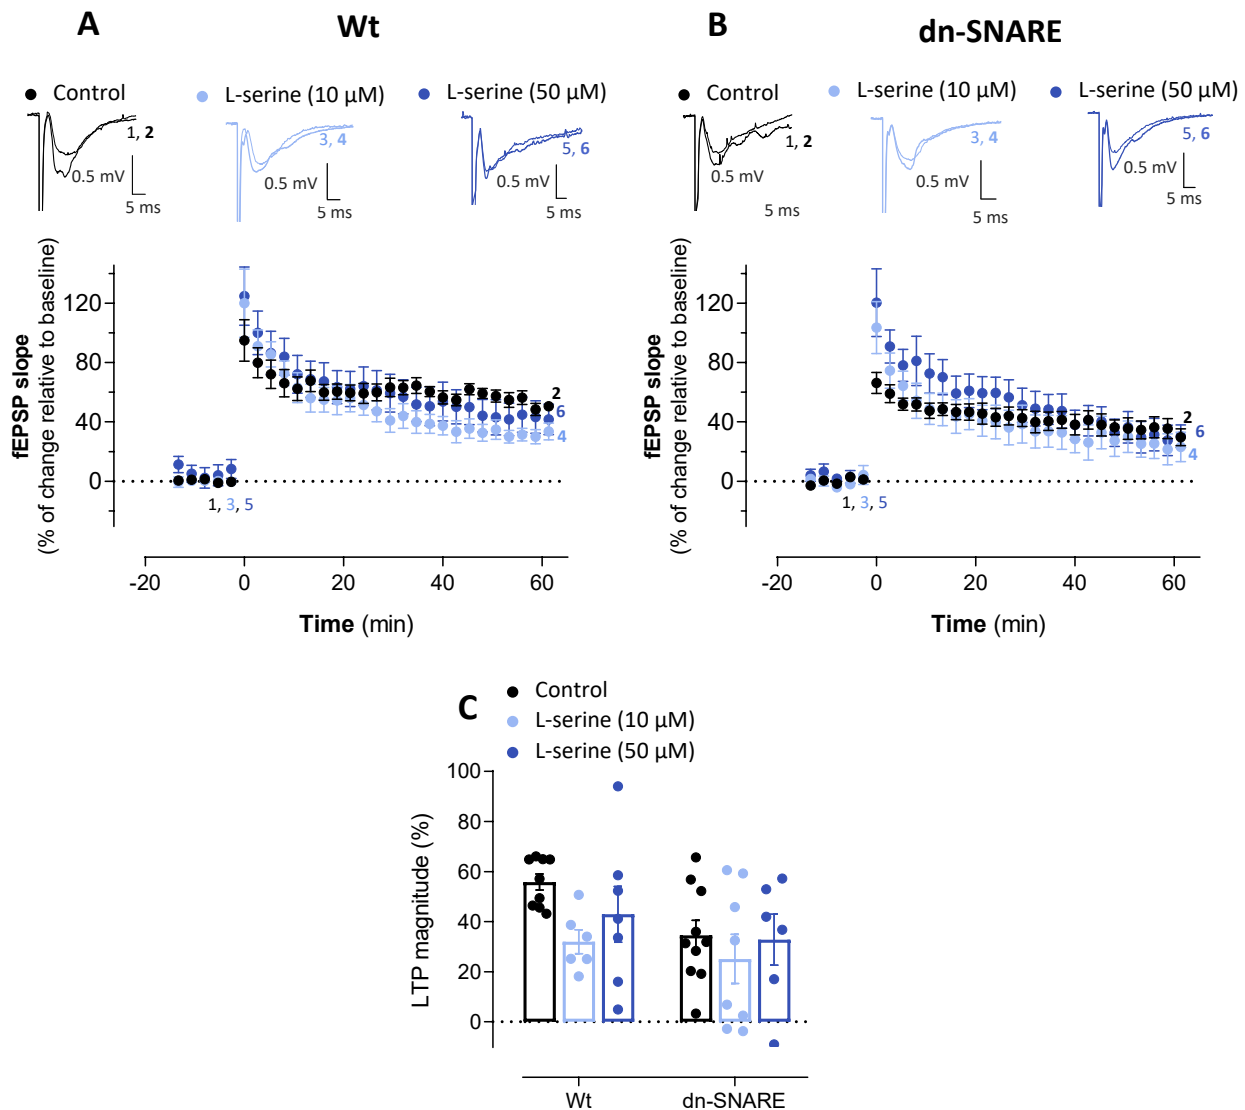 A
Wt
Control
L-serine (10 µM)
L-serine (50 µM)
1, 2
3, 4
5, 6
0.5 mV
5 ms
0.5 mV
5 ms
0.5 mV
5 ms
fEPSP slope
(% of change relative to baseline)
120
80
40
0
2
6
4
1, 3, 5
-20
0
20
40
60
Time (min)
B
dn-SNARE
Control
L-serine (10 µM)
L-serine (50 µM)
1, 2
3, 4
5, 6
0.5 mV
5 ms
0.5 mV
5 ms
0.5 mV
5 ms
fEPSP slope
(% of change relative to baseline)
120
80
40
0
2
6
4
1, 3, 5
-20
0
20
40
60
Time (min)
C
Control
L-serine (10 µM)
L-serine (50 µM)
LTP magnitude (%)
100
80
60
40
20
0
Wt
dn-SNARE